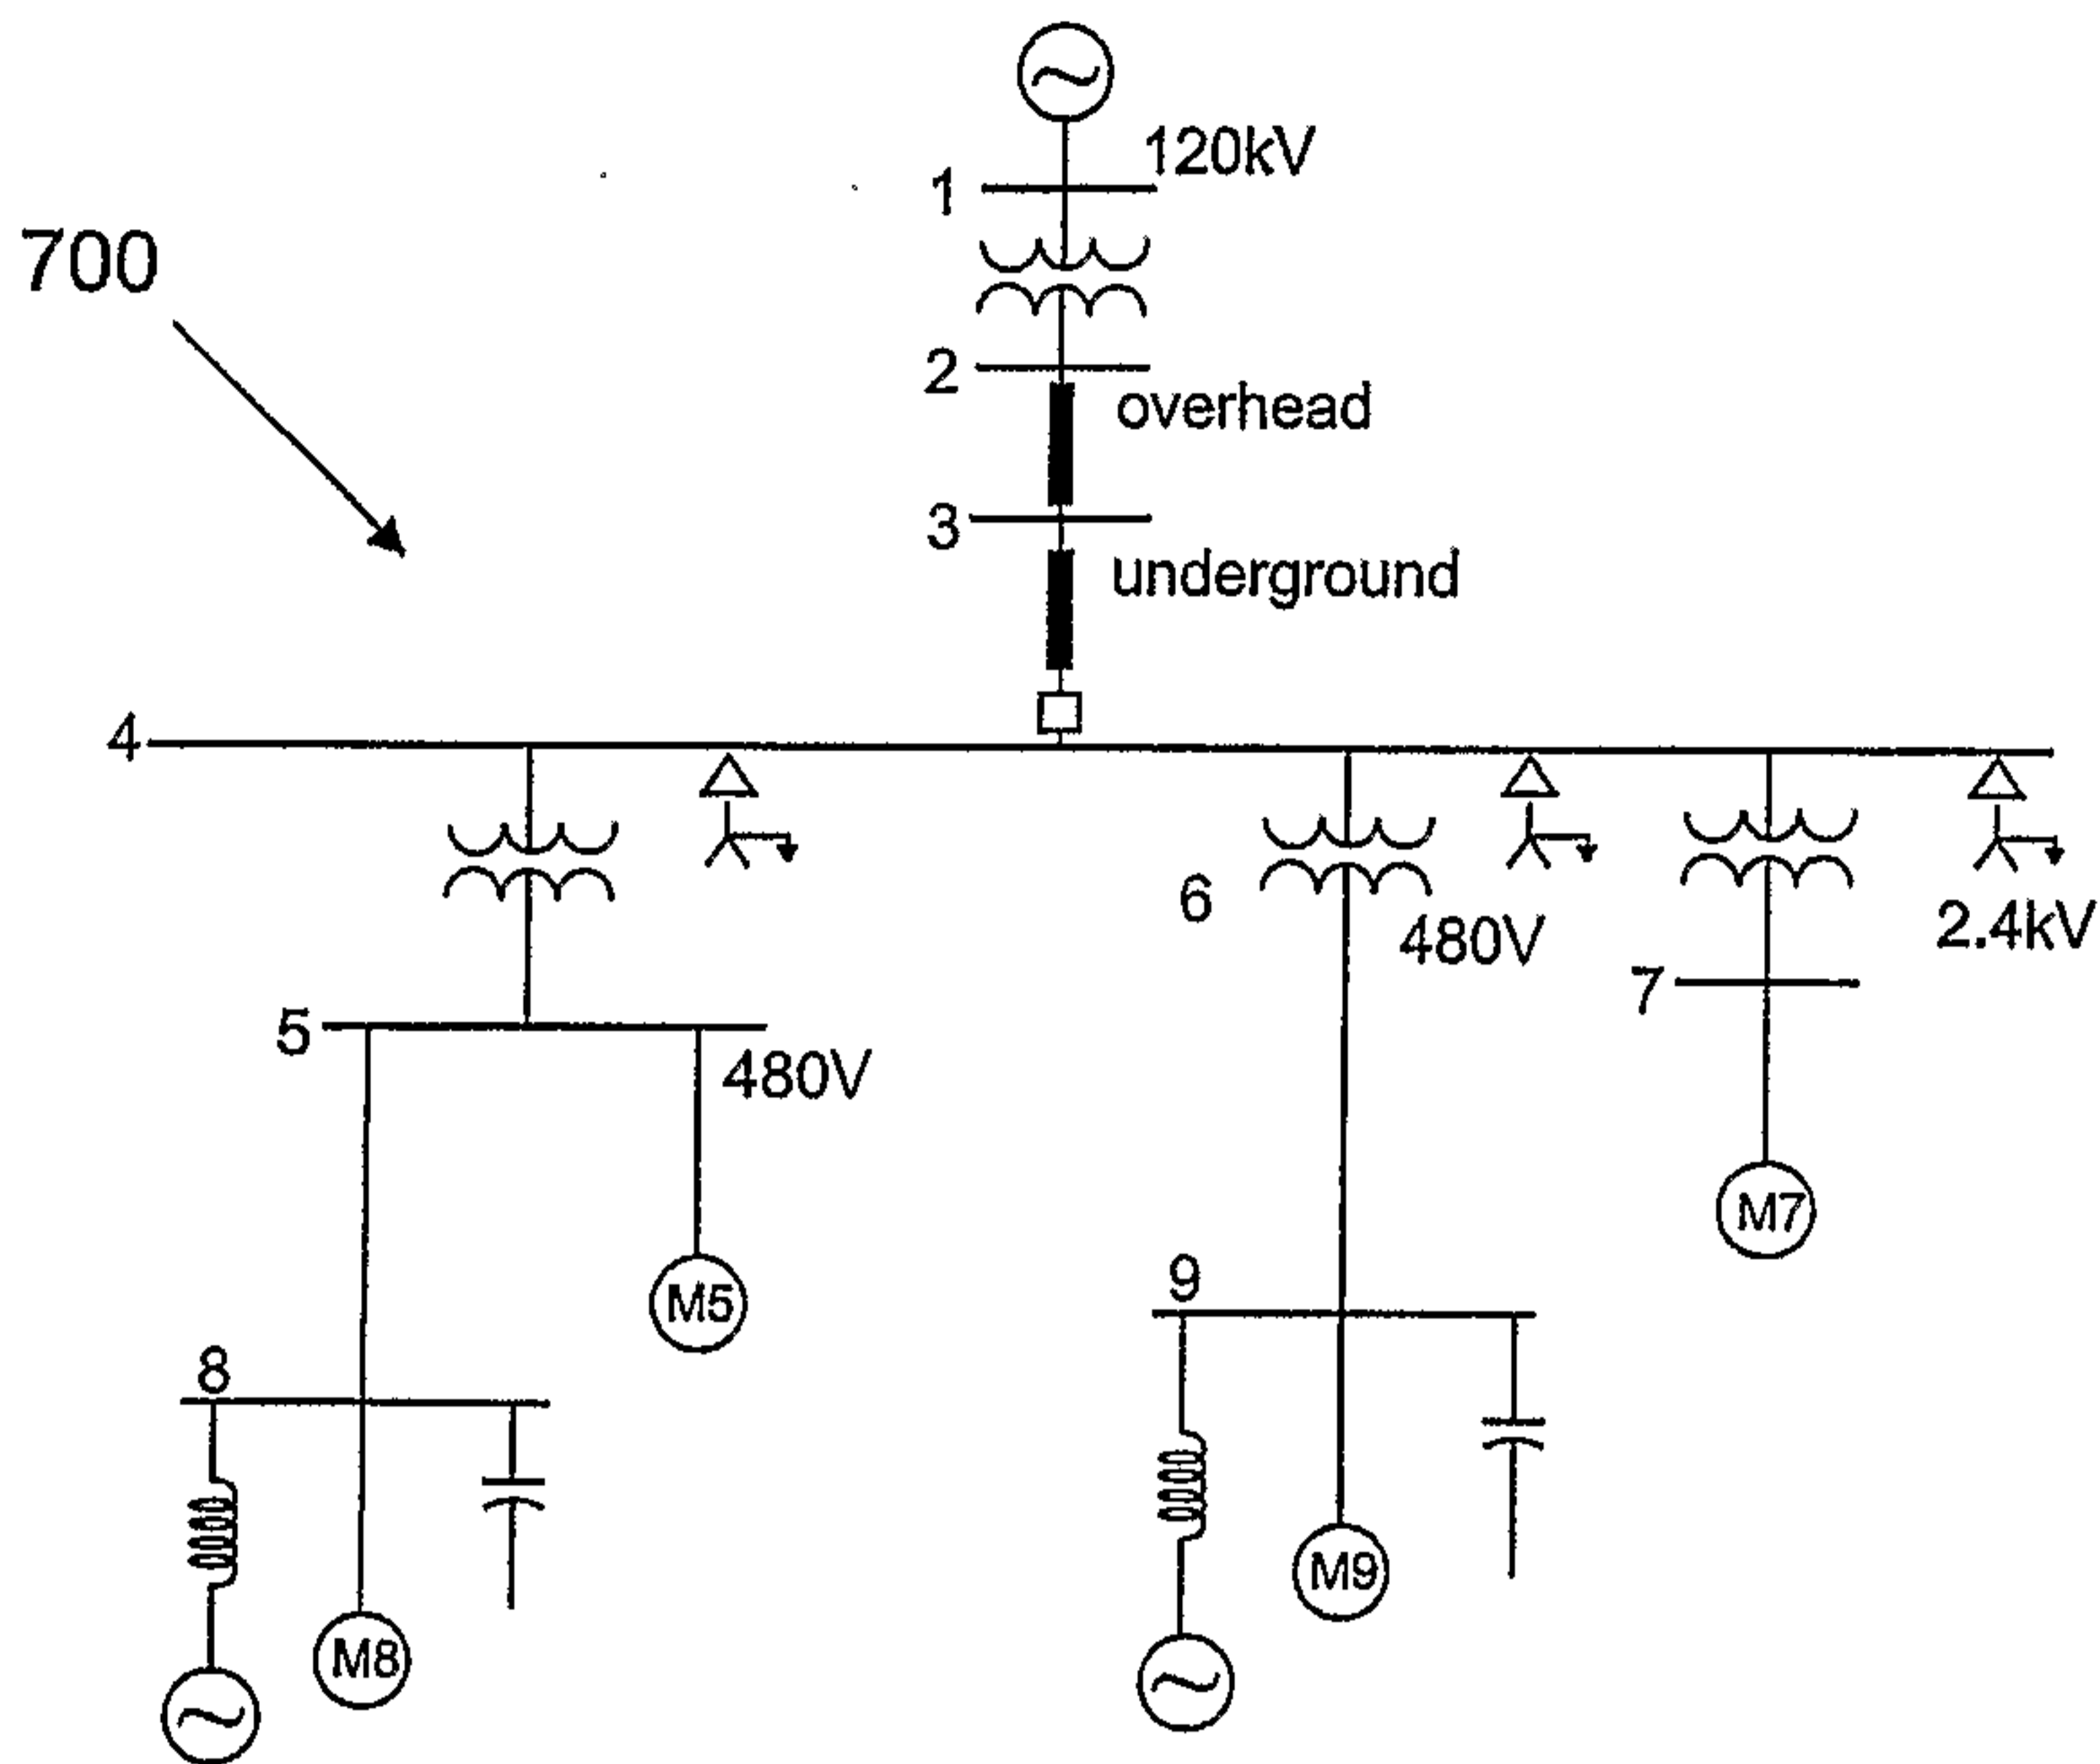 120kV
1
700
2
overhead
3
underground
4
6
480V
2.4kV
7
5
480V
M7
9
M5
8
M9
M8